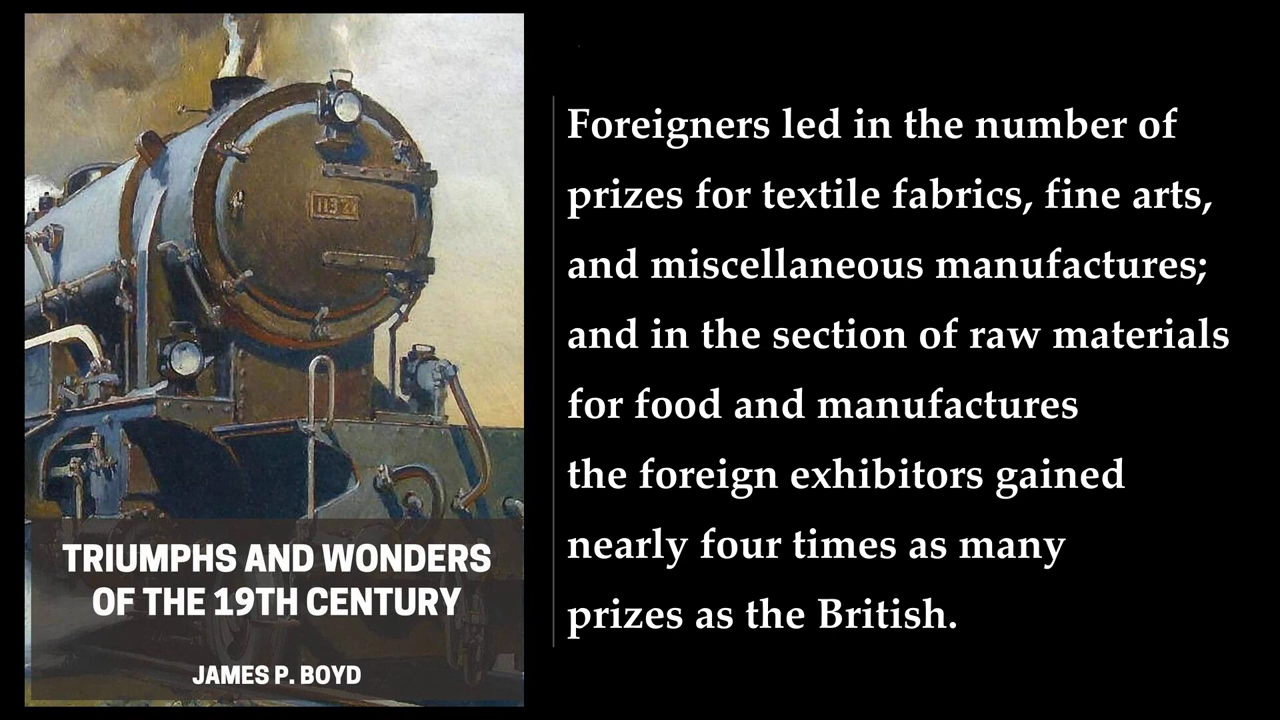 Foreigners led in the number of
prizes for textile fabrics, fine arts,
and miscellaneous manufactures;
and in the section of raw materials
for food and manufactures
the foreign exhibitors gained
nearly four times as many
prizes as the British.
TRIUMPHS AND WONDERS
OF THE 19TH CENTURY
JAMES P. BOYD